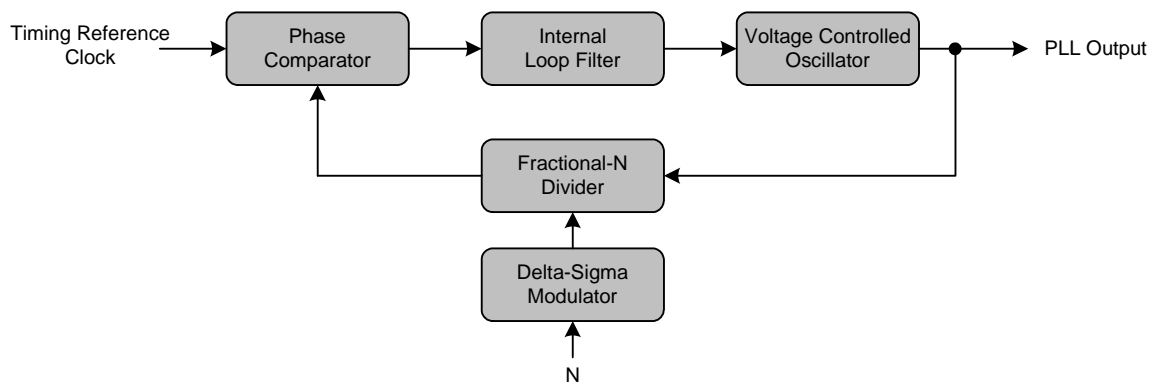 Timing Reference
Clock
Phase
Comparator
Internal
Loop Filter
Voltage Controlled
Oscillator
PLL Output
Fractional-N
Divider
Delta-Sigma
Modulator
N